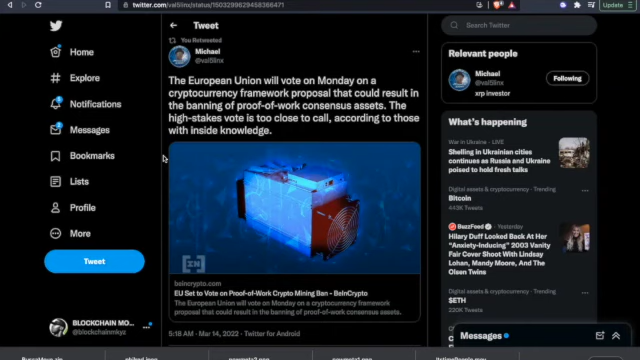 twitter.com/val5linx/status/1503299629458366471
Update
Home
Explore
Notifications
Messages
Bookmarks
Lists
Profile
More
Tweet
BLOCKCHAIN MO...
@blockchainmkyz
Tweet
You Retweeted
Michael
@val5linx
The European Union will vote on Monday on a
cryptocurrency framework proposal that could result in
the banning of proof-of-work consensus assets. The
high-stakes vote is too close to call, according to those
with inside knowledge.
[IN]
beincrypto.com
EU Set to Vote on Proof-of-Work Crypto Mining Ban - BeInCrypto
The European Union will vote on Monday on a cryptocurrency framework
proposal that could result in the banning of proof-of-work consensus assets.
5:18 AM · Mar 14, 2022 · Twitter for Android
Search Twitter
Relevant people
Michael
@val5linx
Following
xrp investor
What's happening
War in Ukraine · LIVE
Shelling in Ukrainian cities
continues as Russia and Ukraine
poised to hold fresh talks
Digital assets & cryptocurrency · Trending
Bitcoin
443K Tweets
BuzzFeed · Yesterday
Hilary Duff Looked Back At Her
"Anxiety-Inducing" 2003 Vanity
Fair Cover Shoot With Lindsay
Lohan, Mandy Moore, And The
Olsen Twins
Digital assets & cryptocurrency · Trending
$ETH
220K Tweets
Messages